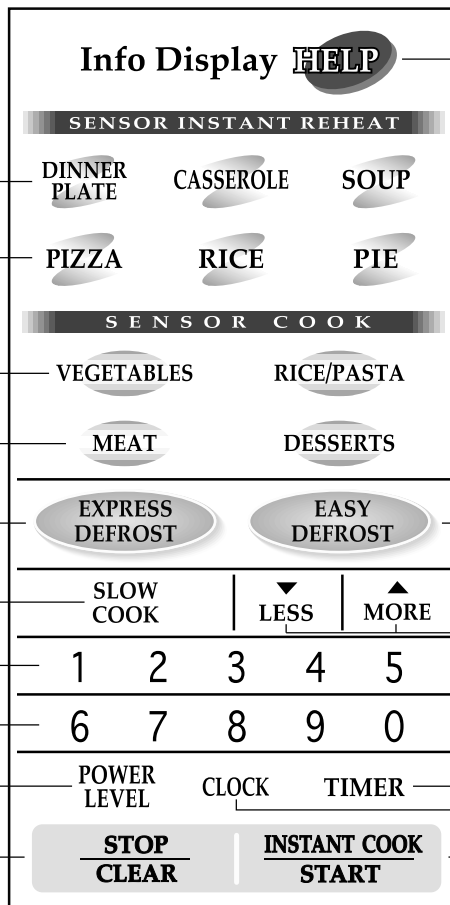 Info Display HELP
SENSOR INSTANT REHEAT
DINNER PLATE CASSEROLE SOUP
PIZZA RICE PIE
SENSOR COOK
VEGETABLES RICE/PASTA
MEAT DESSERTS
EXPRESS DEFROST EASY DEFROST
SLOW COOK LESS MORE
1 2 3 4 5
6 7 8 9 0
POWER LEVEL CLOCK TIMER
STOP CLEAR INSTANT COOK START